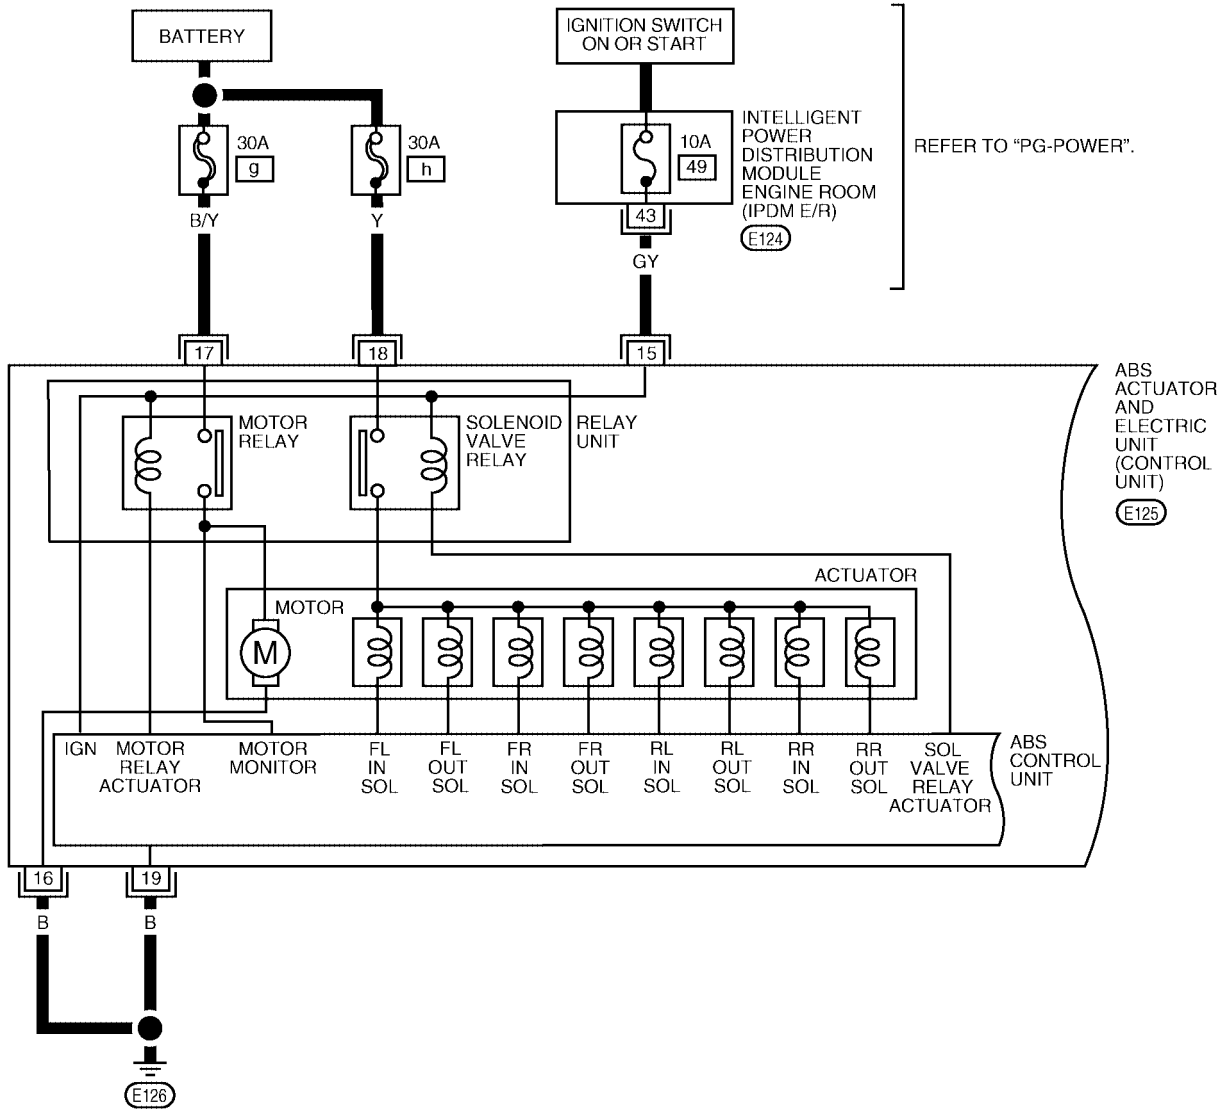 BATTERY
IGNITION SWITCH
ON OR START
30A
g
30A
h
10A
49
INTELLIGENT
POWER
DISTRIBUTION
MODULE
ENGINE ROOM
(IPDM E/R)
E124
REFER TO “PG-POWER”.
B/Y
Y
43
GY
17
18
15
ABS
ACTUATOR
AND
ELECTRIC
UNIT
(CONTROL
UNIT)
E125
MOTOR
RELAY
SOLENOID
VALVE
RELAY
RELAY
UNIT
ACTUATOR
MOTOR
M
IGN
MOTOR
RELAY
ACTUATOR
MOTOR
MONITOR
FL
IN
SOL
FL
OUT
SOL
FR
IN
SOL
FR
OUT
SOL
RL
IN
SOL
RL
OUT
SOL
RR
IN
SOL
RR
OUT
SOL
SOL
VALVE
RELAY
ACTUATOR
ABS
CONTROL
UNIT
16
19
B
B
E126